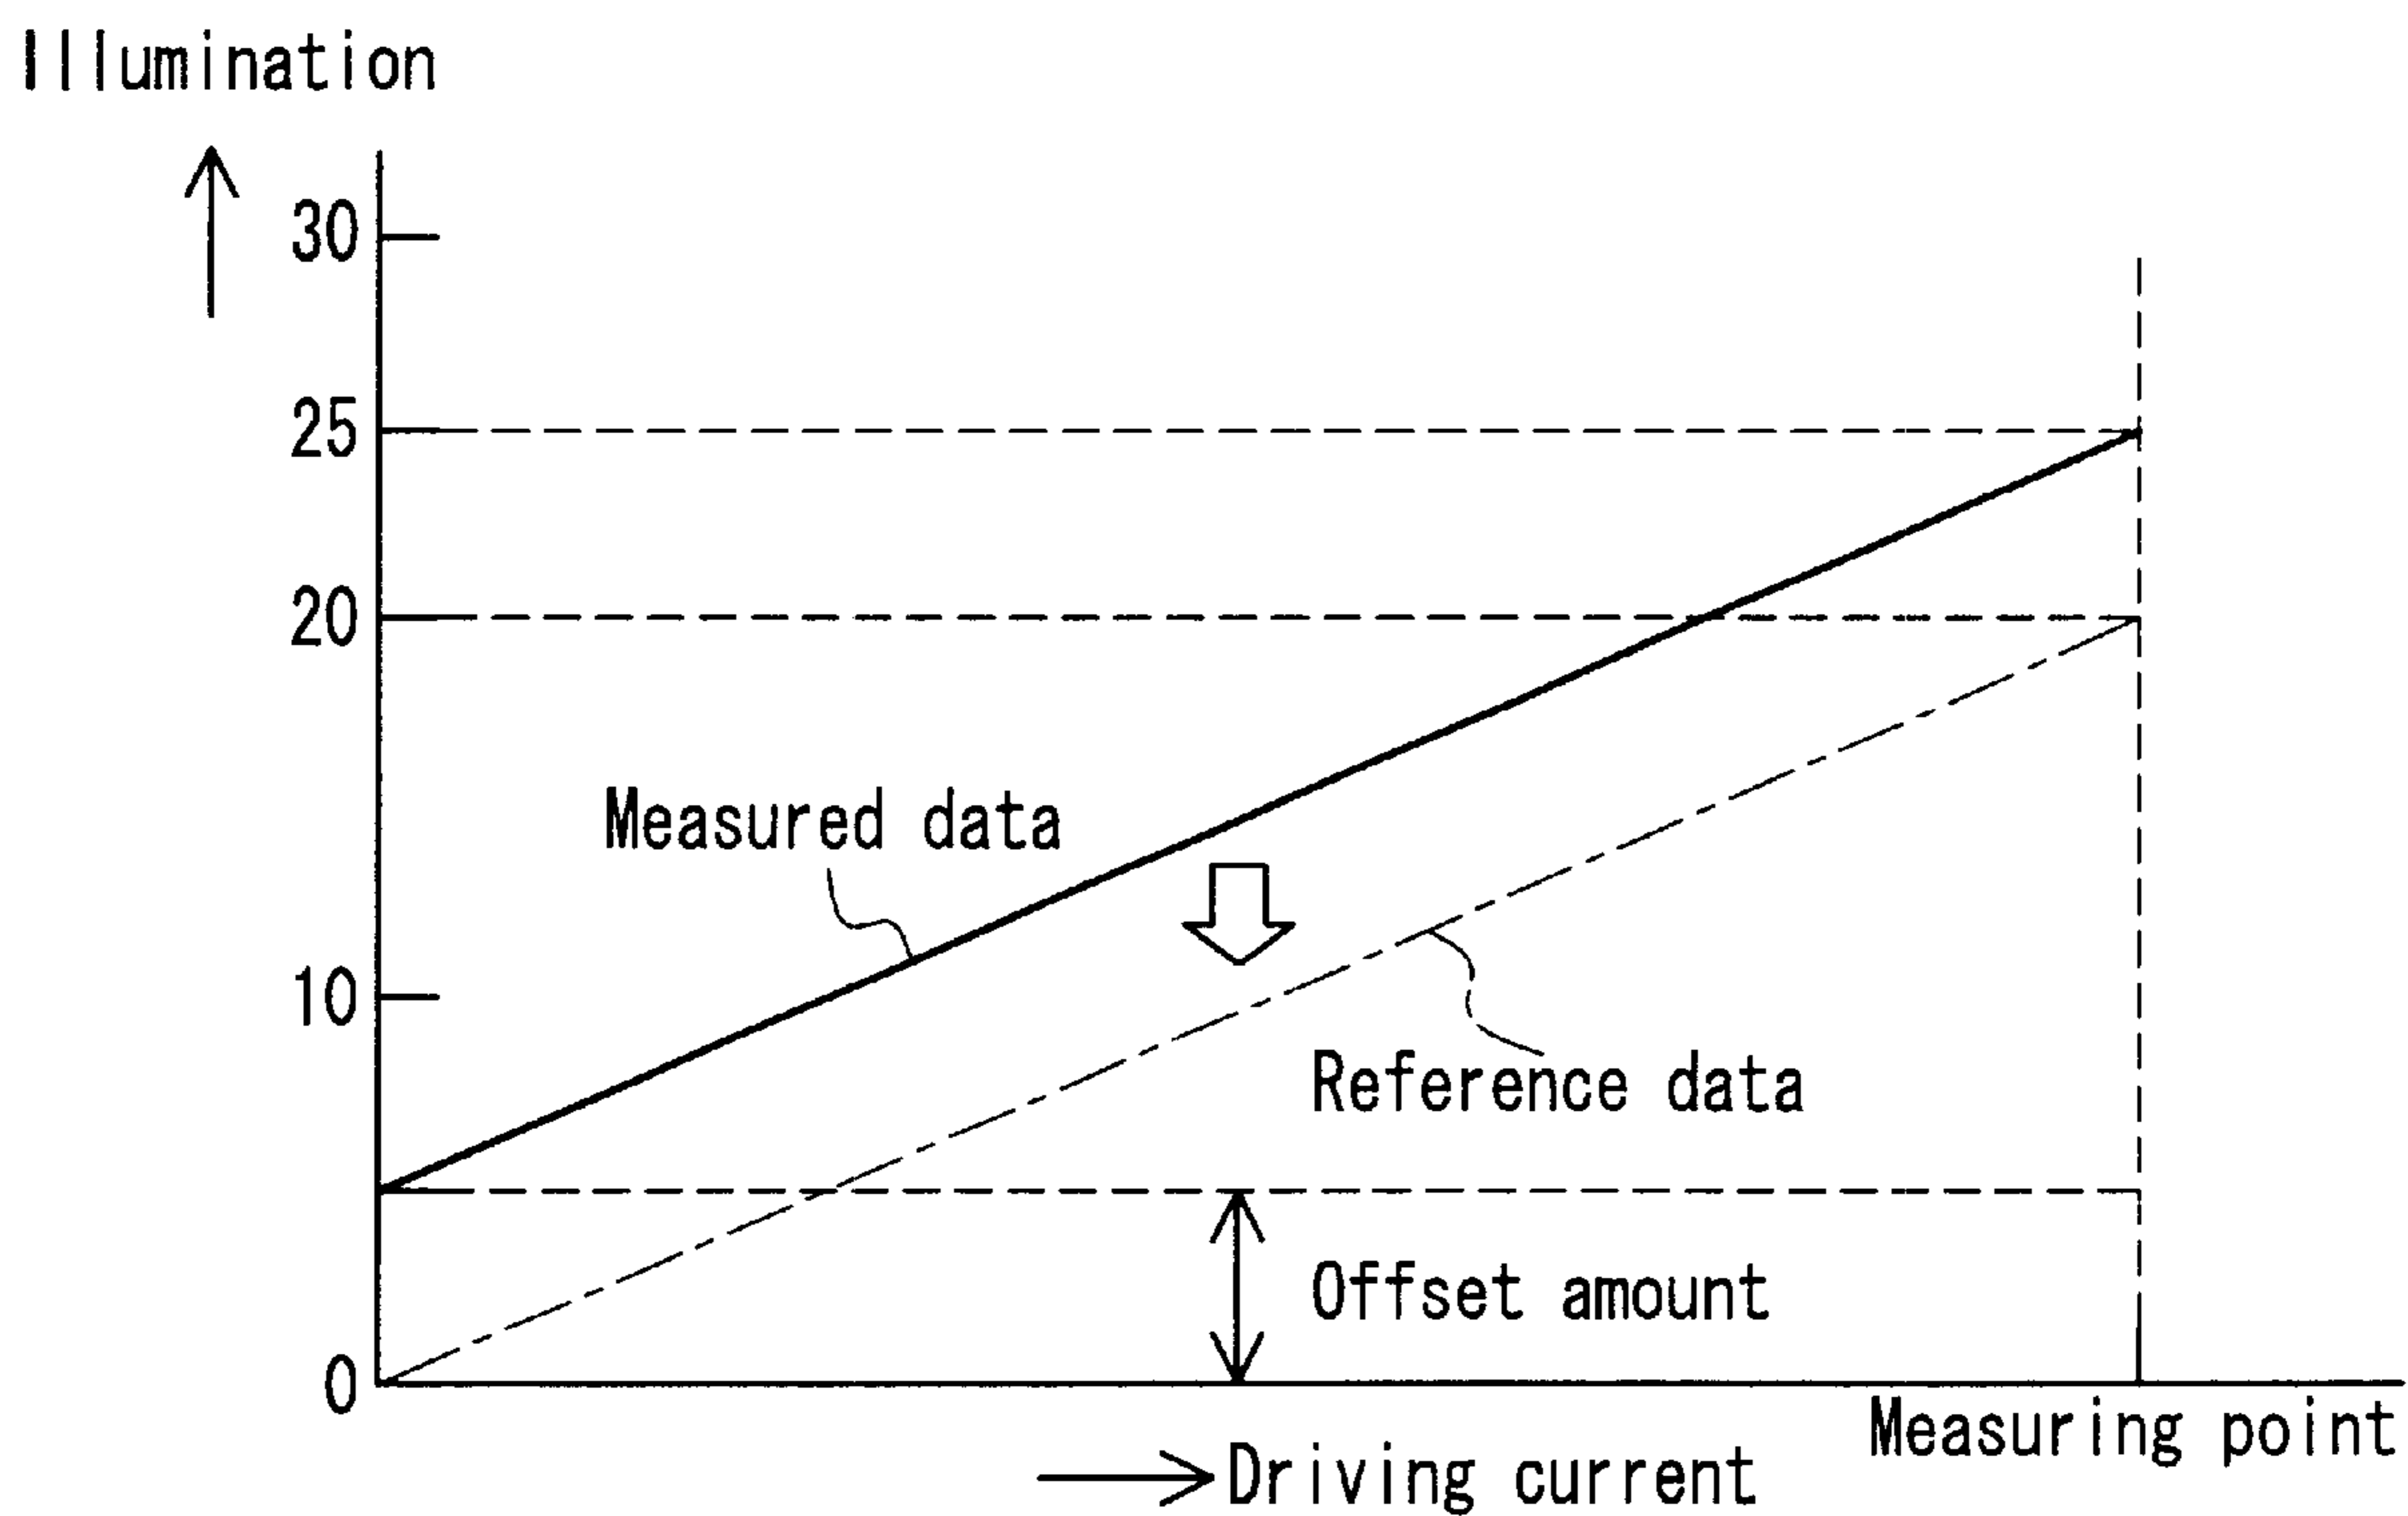 Illumination
30
25
20
Measured data
10
Reference data
Offset amount
0
Measuring point
Driving current